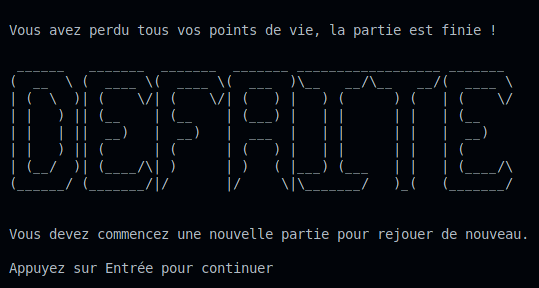 Vous avez perdu tous vos points de vie, la partie est finie !
DEFAITE
Vous devez commencez une nouvelle partie pour rejouer de nouveau.
Appuyez sur Entrée pour continuer